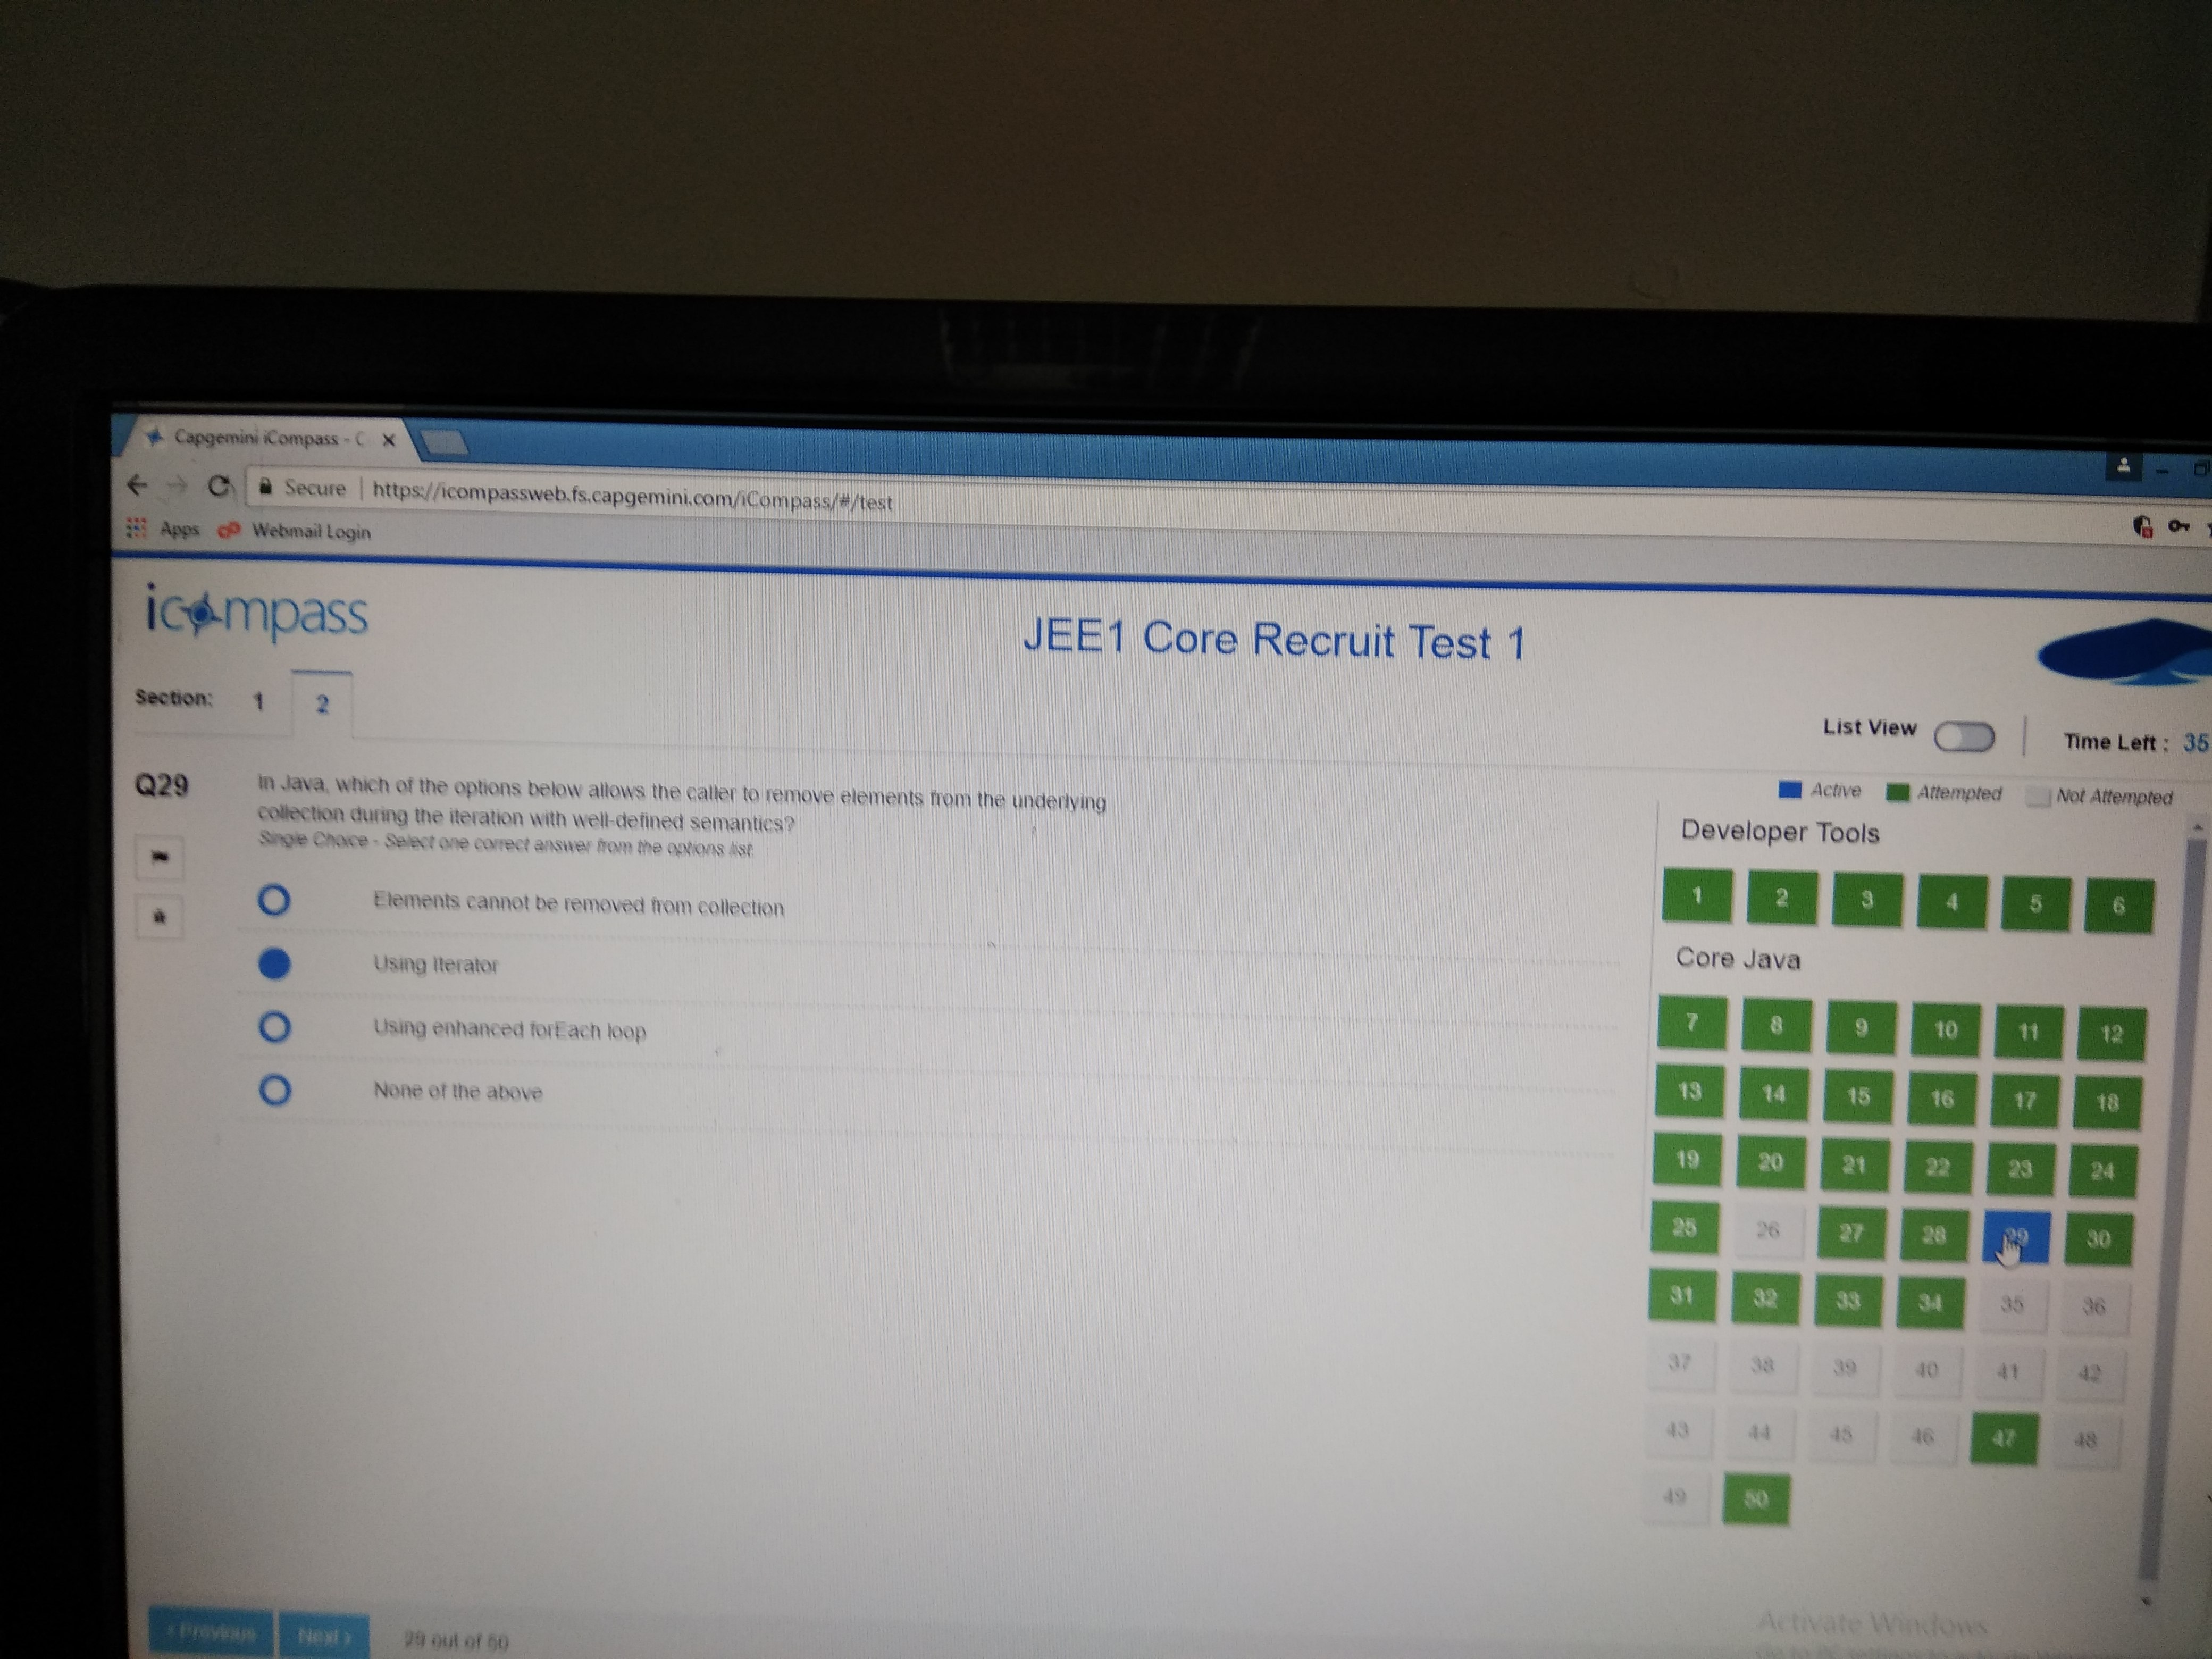 Capgemini iCompass - C
Secure | https://icompassweb.fs.capgemini.com/iCompass/#/test
Apps Webmail Login
icompass
JEE1 Core Recruit Test 1
Section: 1 2
List View
Time Left : 35
Active Attempted Not Attempted
Q29
In Java, which of the options below allows the caller to remove elements from the underlying
collection during the iteration with well-defined semantics?
Single Choice - Select one correct answer from the options list.
Elements cannot be removed from collection
Using Iterator
Using enhanced forEach loop
None of the above
Developer Tools
1 2 3 4 5 6
Core Java
7 8 9 10 11 12
13 14 15 16 17 18
19 20 21 22 23 24
25 26 27 28 29 30
31 32 33 34 35 36
37 38 39 40 41 42
43 44 45 46 47 48
49 50
< Previous Next >
29 out of 50
Activate Windows